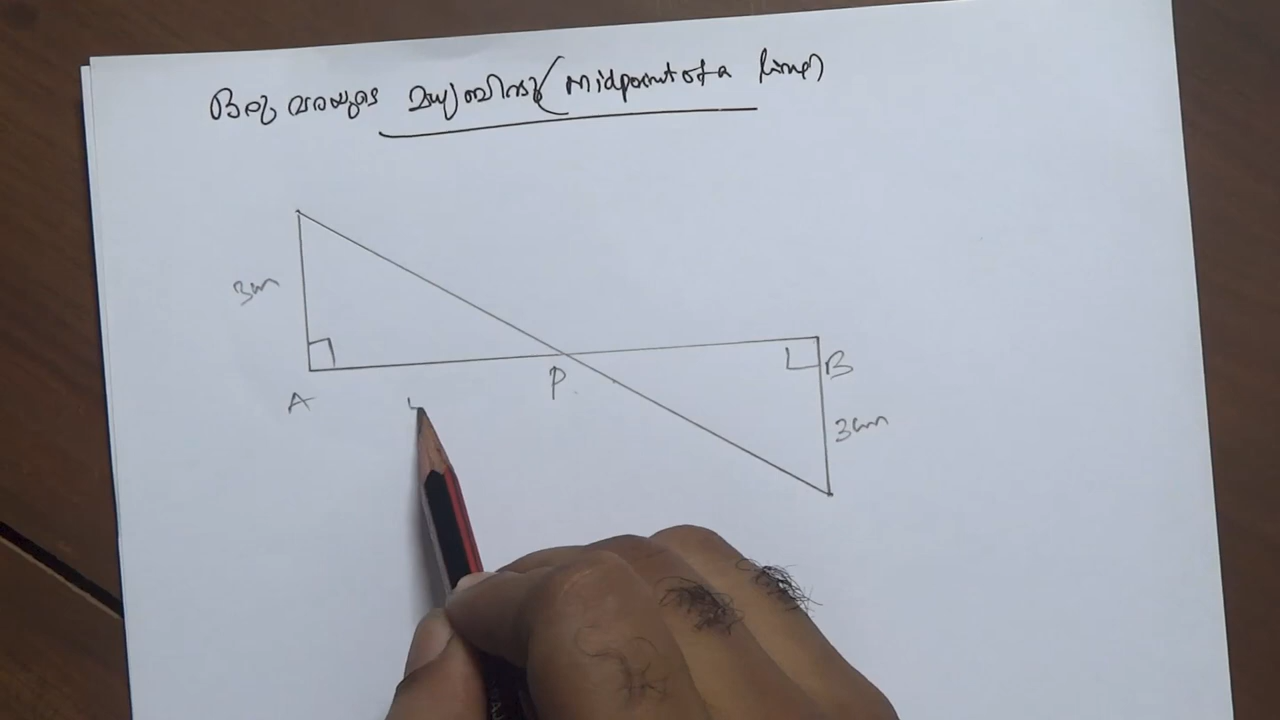 ഒരു വരയുടെ മധ്യബിന്ദു (Midpoint of a line)
3cm
A
P
B
3cm